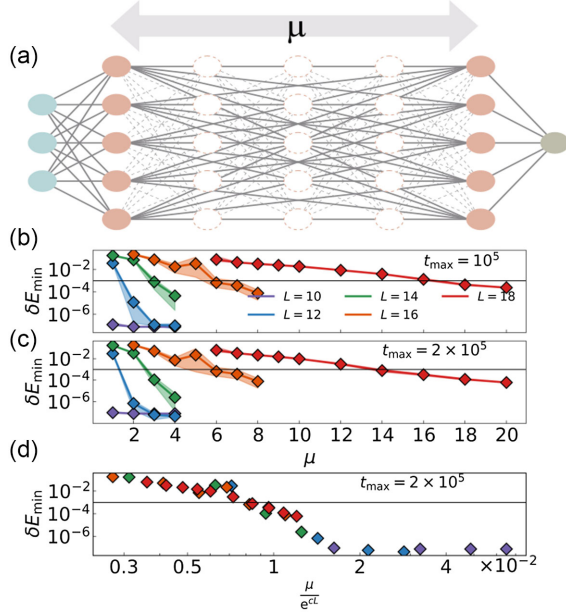 μ
(a)
(b)
t_max = 10^5
10^-2
10^-4
10^-6
δE_min
L = 10 L = 14 L = 18
L = 12 L = 16
(c)
t_max = 2 × 10^5
10^-2
10^-4
10^-6
δE_min
2 4 6 8 10 12 14 16 18 20
μ
(d)
t_max = 2 × 10^5
10^-2
10^-4
10^-6
δE_min
0.3 0.5 1 2 4 ×10^-2
μ
e^cL